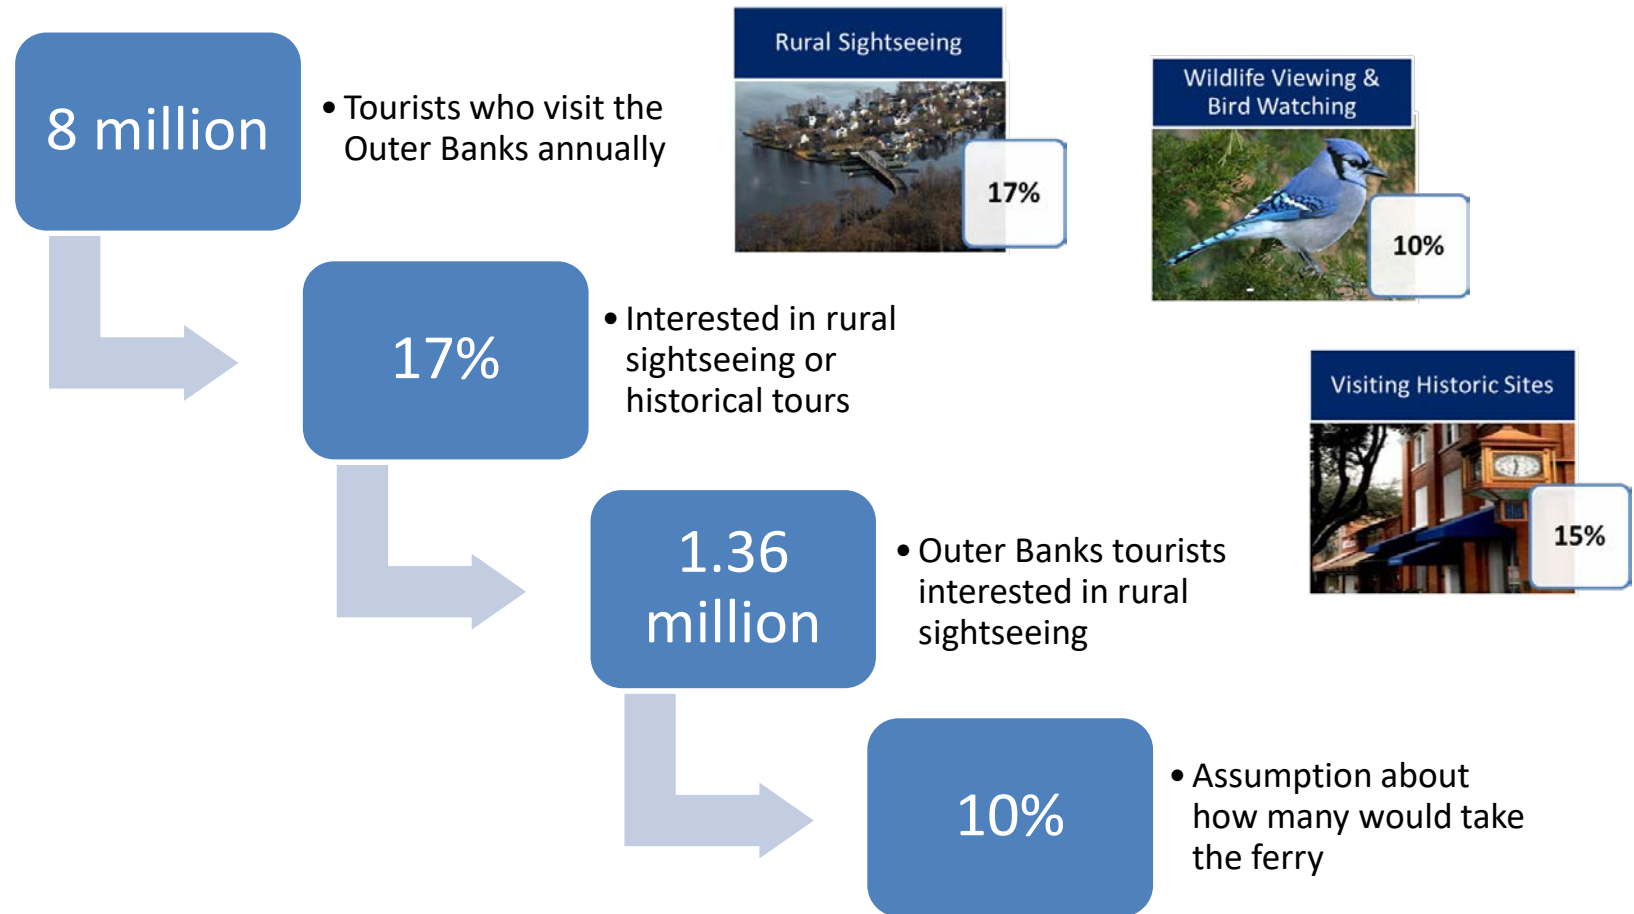 8 million
• Tourists who visit the
Outer Banks annually
Rural Sightseeing
17%
Wildlife Viewing &
Bird Watching
10%
17%
• Interested in rural
sightseeing or
historical tours
Visiting Historic Sites
15%
1.36
million
• Outer Banks tourists
interested in rural
sightseeing
10%
• Assumption about
how many would take
the ferry